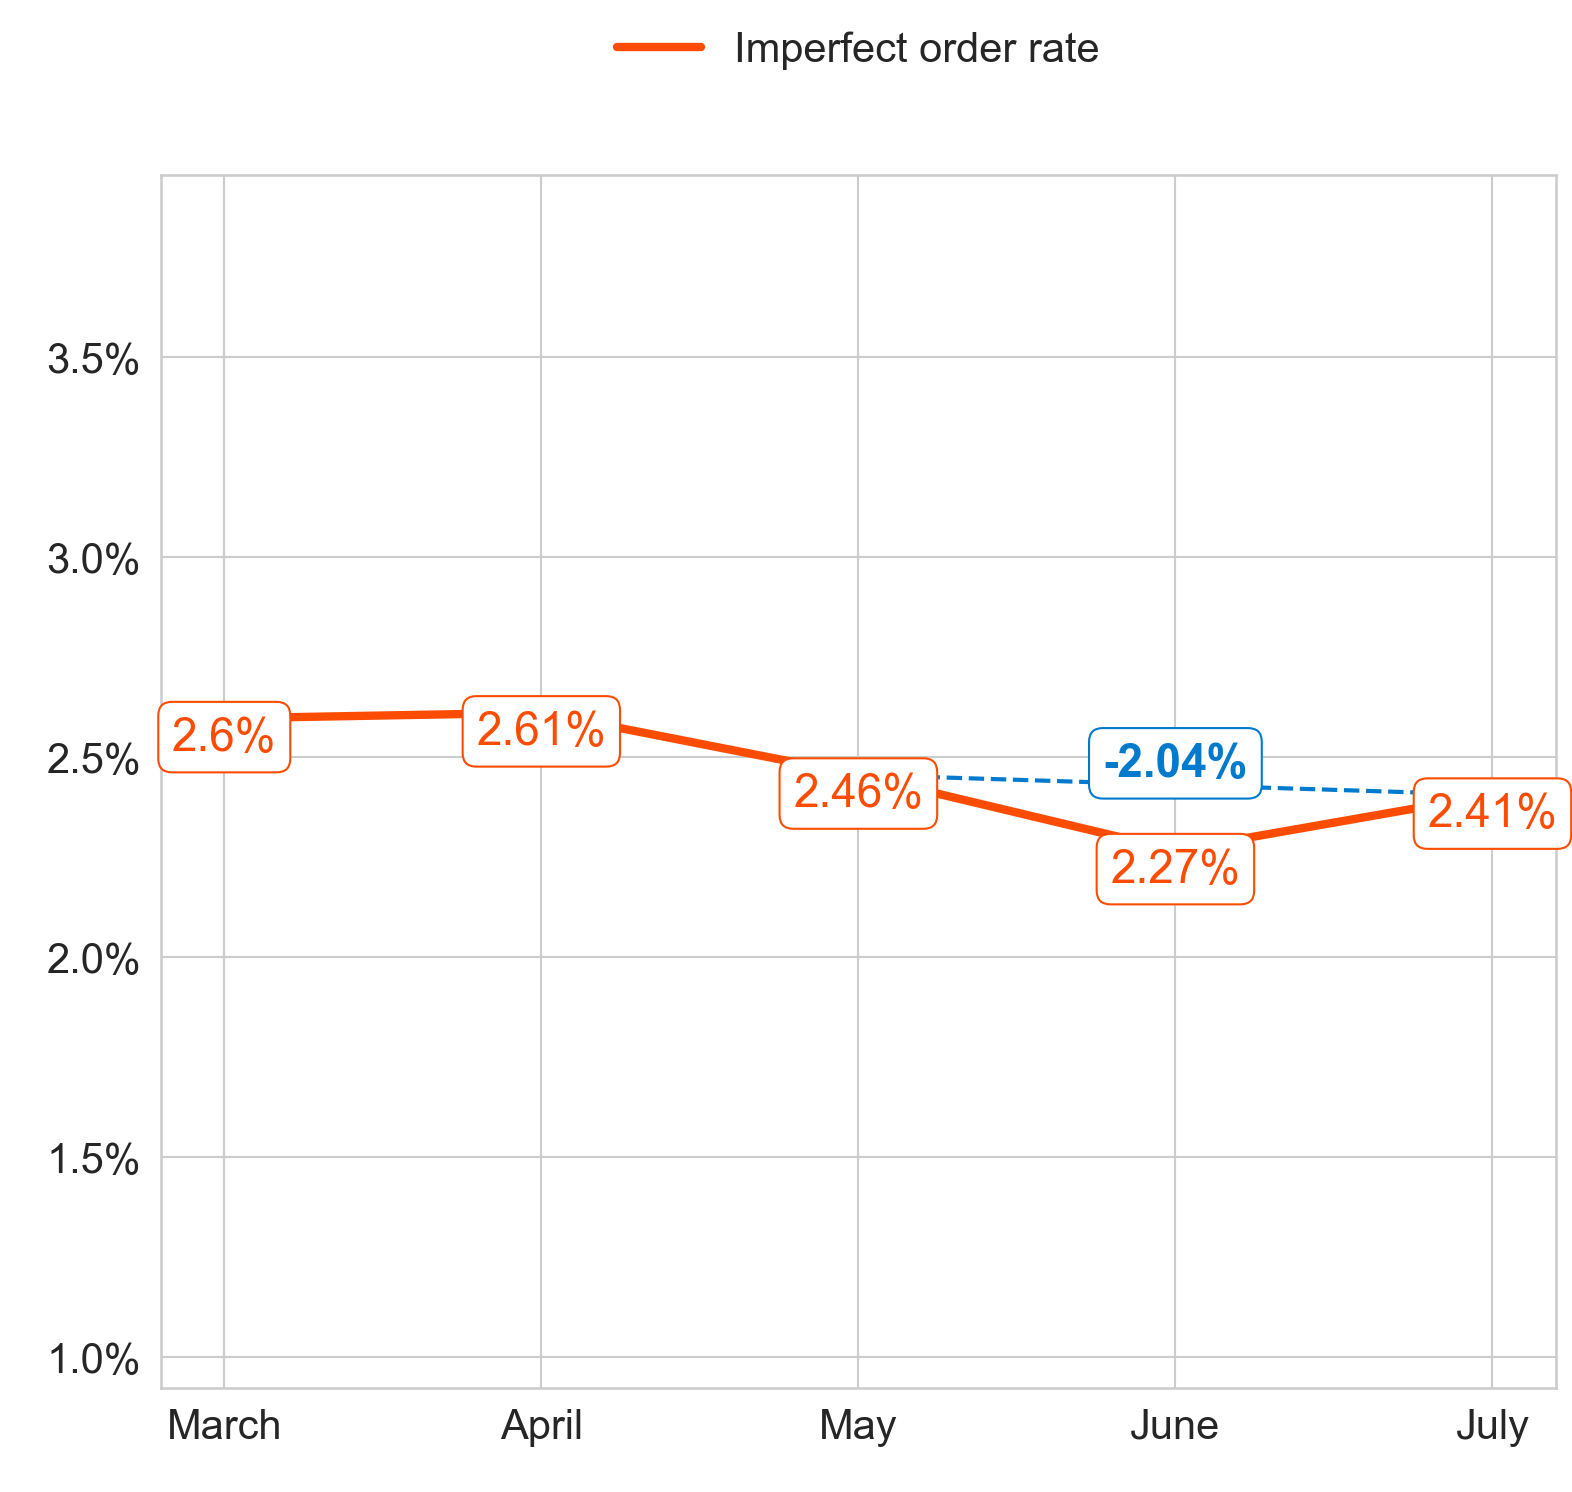 Imperfect order rate
3.5%
3.0%
2.5%
2.0%
1.5%
1.0%
2.6%
2.61%
2.46%
-2.04%
2.27%
2.41%
March
April
May
June
July